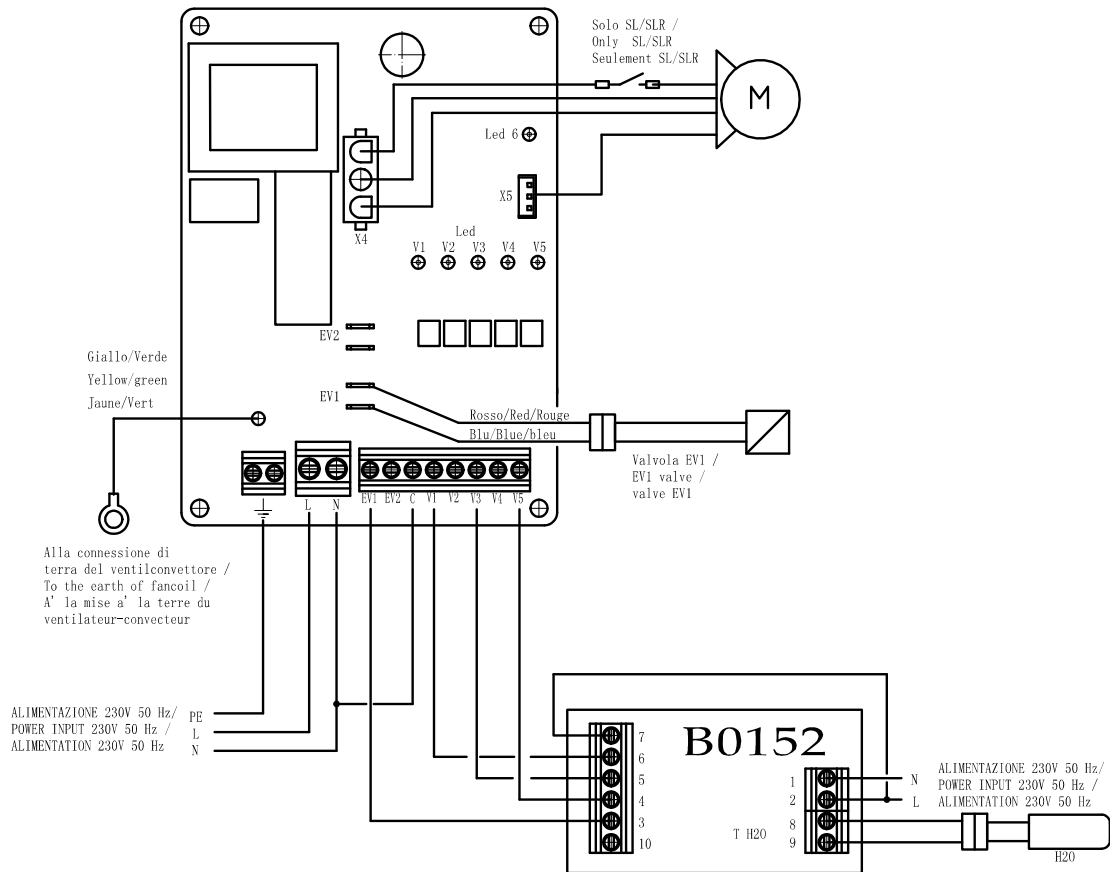 Solo SL/SLR /
Only SL/SLR
Seulement SL/SLR
M
Led 6
X5
X4
Led
V1 V2 V3 V4 V5
EV2
EV1
Giallo/Verde
Yellow/green
Jaune/Vert
Rosso/Red/Rouge
Blu/Blue/bleu
Valvola EV1 /
EV1 valve /
valve EV1
L N
EV1 EV2 C V1 V2 V3 V4 V5
Alla connessione di
terra del ventilconvettore /
To the earth of fancoil /
A' la mise a' la terre du
ventilateur-convecteur
ALIMENTAZIONE 230V 50 Hz/
POWER INPUT 230V 50 Hz /
ALIMENTATION 230V 50 Hz
PE
L
N
B0152
7
6
5
4
3
10
1
2
8
9
T H2O
N
L
ALIMENTAZIONE 230V 50 Hz/
POWER INPUT 230V 50 Hz /
ALIMENTATION 230V 50 Hz
H2O